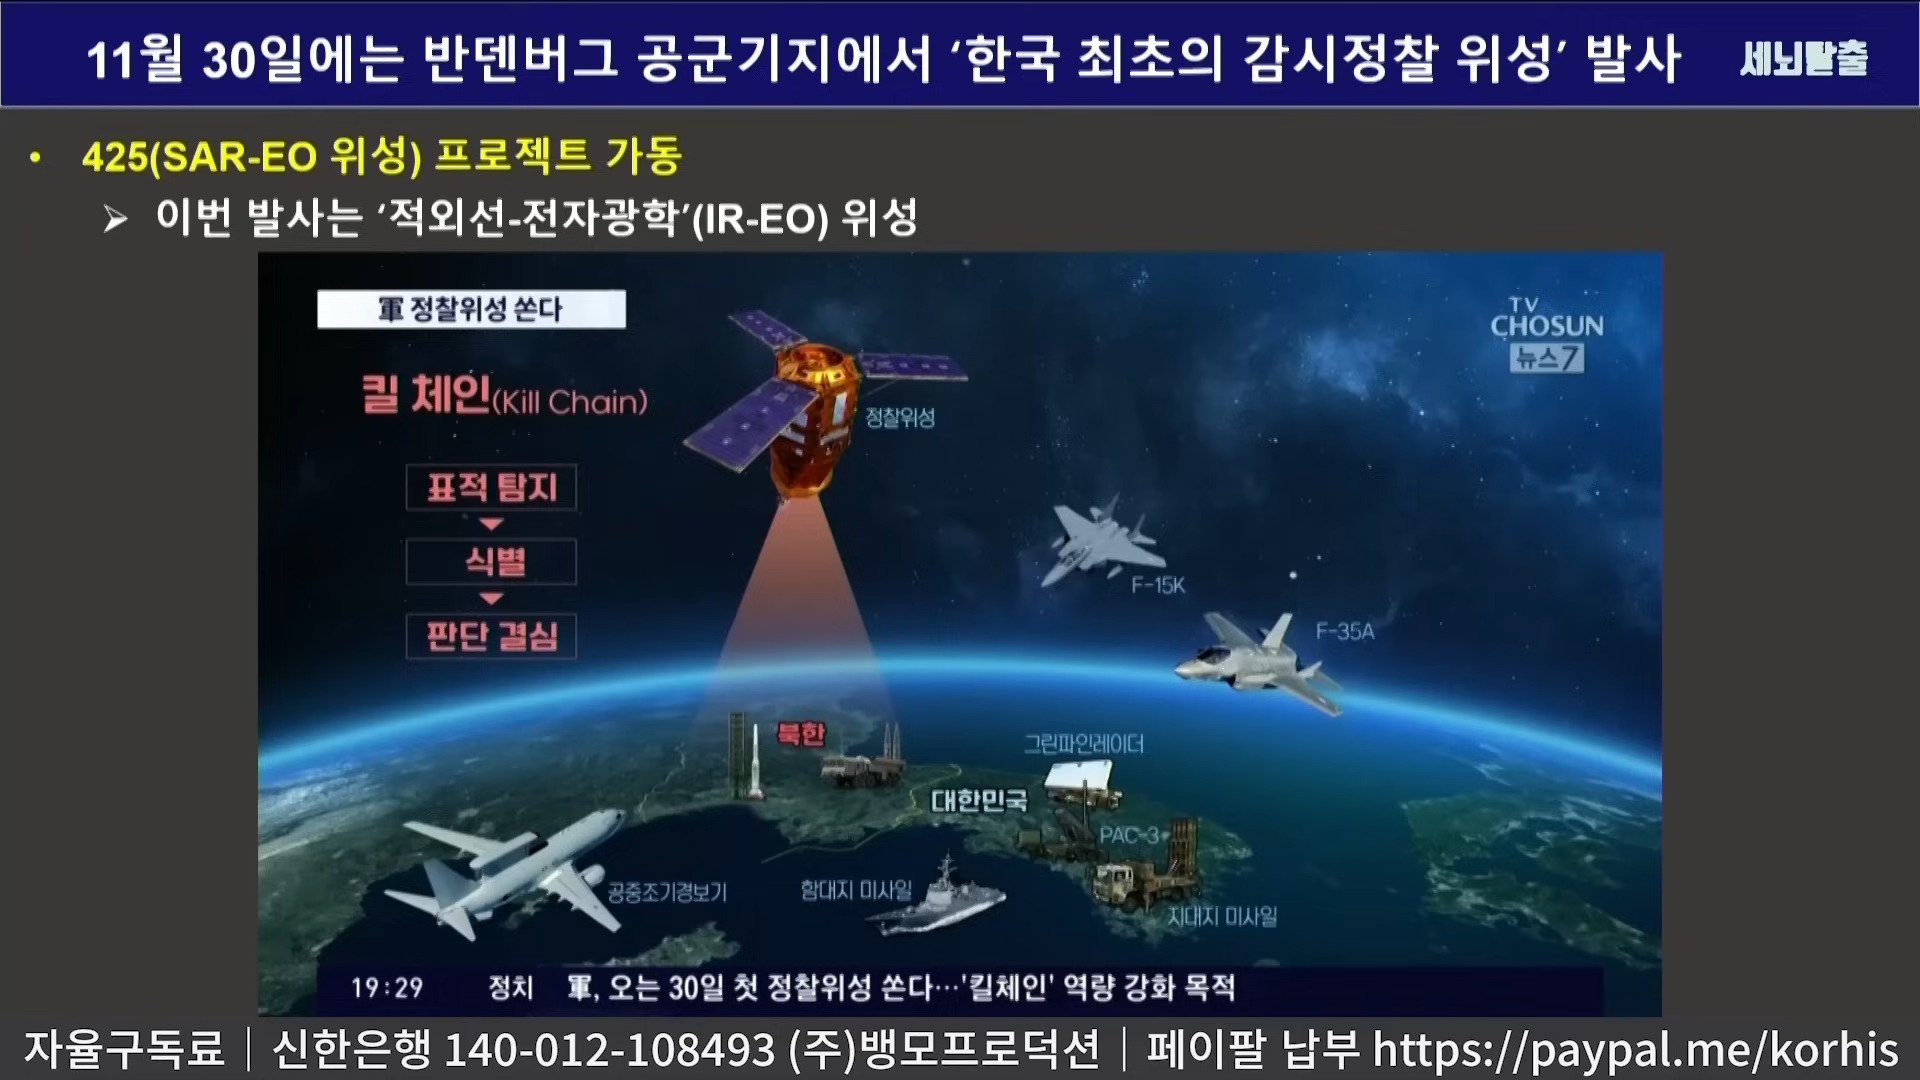 11월 30일에는 반덴버그 공군기지에서 ‘한국 최초의 감시정찰 위성’ 발사
세뇌탈출
• 425(SAR-EO 위성) 프로젝트 가동
➢ 이번 발사는 ‘적외선-전자광학’(IR-EO) 위성
軍 정찰위성 쏜다
TV
CHOSUN
뉴스7
킬 체인(Kill Chain)
정찰위성
표적 탐지
식별
판단 결심
F-15K
F-35A
북한
그린파인레이더
대한민국
PAC-3
공중조기경보기
함대지 미사일
지대지 미사일
19:29 정치 軍, 오는 30일 첫 정찰위성 쏜다…'킬체인' 역량 강화 목적
자율구독료│신한은행 140-012-108493 (주)뱅모프로덕션│페이팔 납부 https://paypal.me/korhis